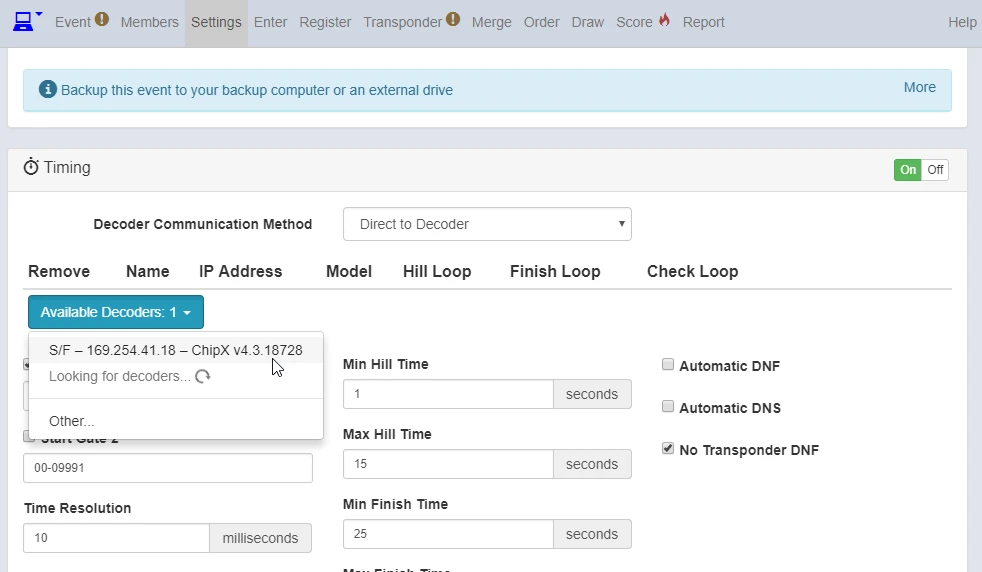 Event Members Settings Enter Register Transponder Merge Order Draw Score Report Help
Backup this event to your backup computer or an external drive More
Timing On Off
Decoder Communication Method Direct to Decoder
Remove Name IP Address Model Hill Loop Finish Loop Check Loop
Available Decoders: 1
S/F – 169.254.41.18 – ChipX v4.3.18728
Looking for decoders...
Other...
Start Gate 2
00-09991
Time Resolution
10 milliseconds
Min Hill Time
1 seconds
Max Hill Time
15 seconds
Min Finish Time
25 seconds
Max Finish Time
Automatic DNF
Automatic DNS
No Transponder DNF